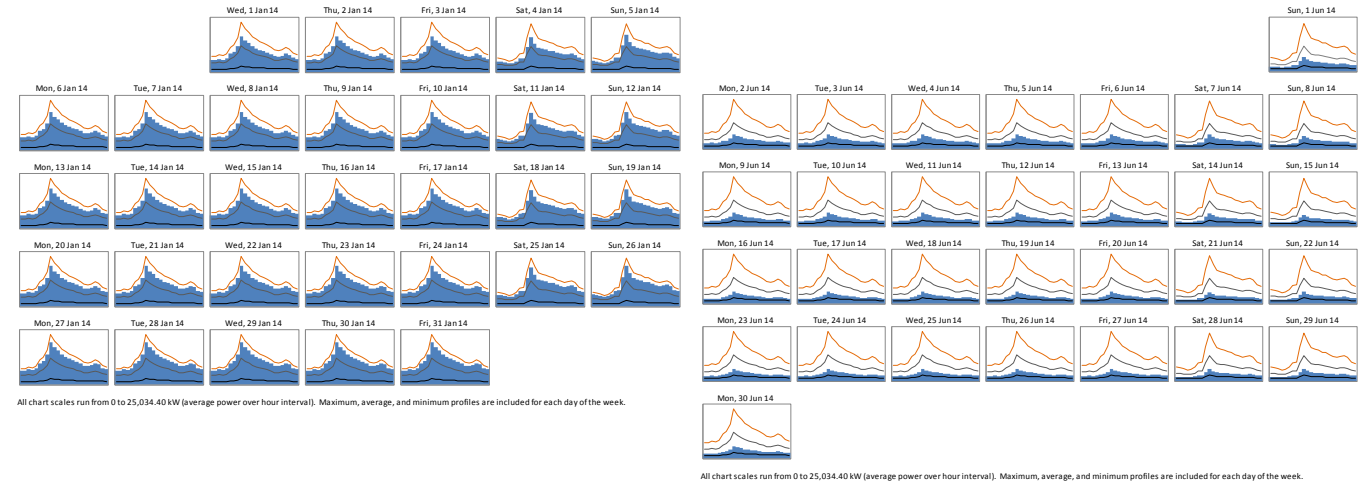 Wed, 1 Jan 14 Thu, 2 Jan 14 Fri, 3 Jan 14 Sat, 4 Jan 14 Sun, 5 Jan 14
Mon, 6 Jan 14 Tue, 7 Jan 14 Wed, 8 Jan 14 Thu, 9 Jan 14 Fri, 10 Jan 14 Sat, 11 Jan 14 Sun, 12 Jan 14
Mon, 13 Jan 14 Tue, 14 Jan 14 Wed, 15 Jan 14 Thu, 16 Jan 14 Fri, 17 Jan 14 Sat, 18 Jan 14 Sun, 19 Jan 14
Mon, 20 Jan 14 Tue, 21 Jan 14 Wed, 22 Jan 14 Thu, 23 Jan 14 Fri, 24 Jan 14 Sat, 25 Jan 14 Sun, 26 Jan 14
Mon, 27 Jan 14 Tue, 28 Jan 14 Wed, 29 Jan 14 Thu, 30 Jan 14 Fri, 31 Jan 14
All chart scales run from 0 to 25,034.40 kW (average power over hour interval). Maximum, average, and minimum profiles are included for each day of the week.
Sun, 1 Jun 14
Mon, 2 Jun 14 Tue, 3 Jun 14 Wed, 4 Jun 14 Thu, 5 Jun 14 Fri, 6 Jun 14 Sat, 7 Jun 14 Sun, 8 Jun 14
Mon, 9 Jun 14 Tue, 10 Jun 14 Wed, 11 Jun 14 Thu, 12 Jun 14 Fri, 13 Jun 14 Sat, 14 Jun 14 Sun, 15 Jun 14
Mon, 16 Jun 14 Tue, 17 Jun 14 Wed, 18 Jun 14 Thu, 19 Jun 14 Fri, 20 Jun 14 Sat, 21 Jun 14 Sun, 22 Jun 14
Mon, 23 Jun 14 Tue, 24 Jun 14 Wed, 25 Jun 14 Thu, 26 Jun 14 Fri, 27 Jun 14 Sat, 28 Jun 14 Sun, 29 Jun 14
Mon, 30 Jun 14
All chart scales run from 0 to 25,034.40 kW (average power over hour interval). Maximum, average, and minimum profiles are included for each day of the week.